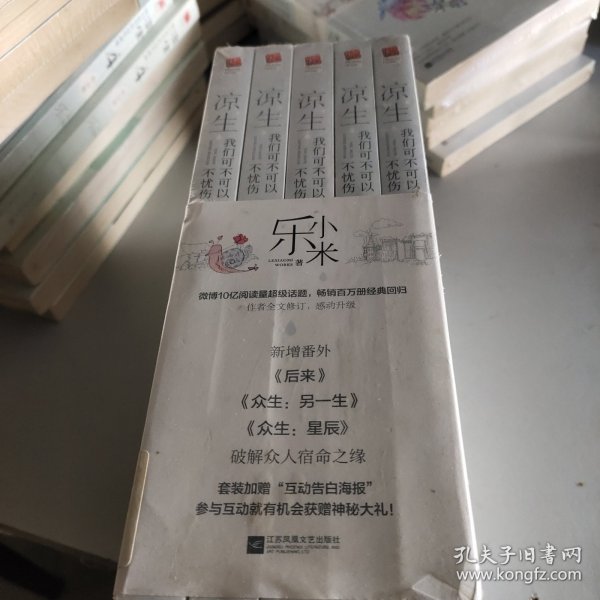 凉生
我们可不可以
不忧伤
凉生
我们可不可以
不忧伤
凉生
我们可不可以
不忧伤
凉生
我们可不可以
不忧伤
凉生
我们可不可以
不忧伤
乐小米
著
LEXIAOMI
WORKS
微博10亿阅读量超级话题，畅销百万册经典回归
作者全文修订，感动升级
新增番外
《后来》
《众生：另一生》
《众生：星辰》
破解众人宿命之缘
套装加赠“互动告白海报”
参与互动就有机会获赠神秘大礼！
江苏凤凰文艺出版社
JIANGSU PHOENIX LITERATURE AND
ART PUBLISHING
孔夫子旧书网
www.kongfz.com